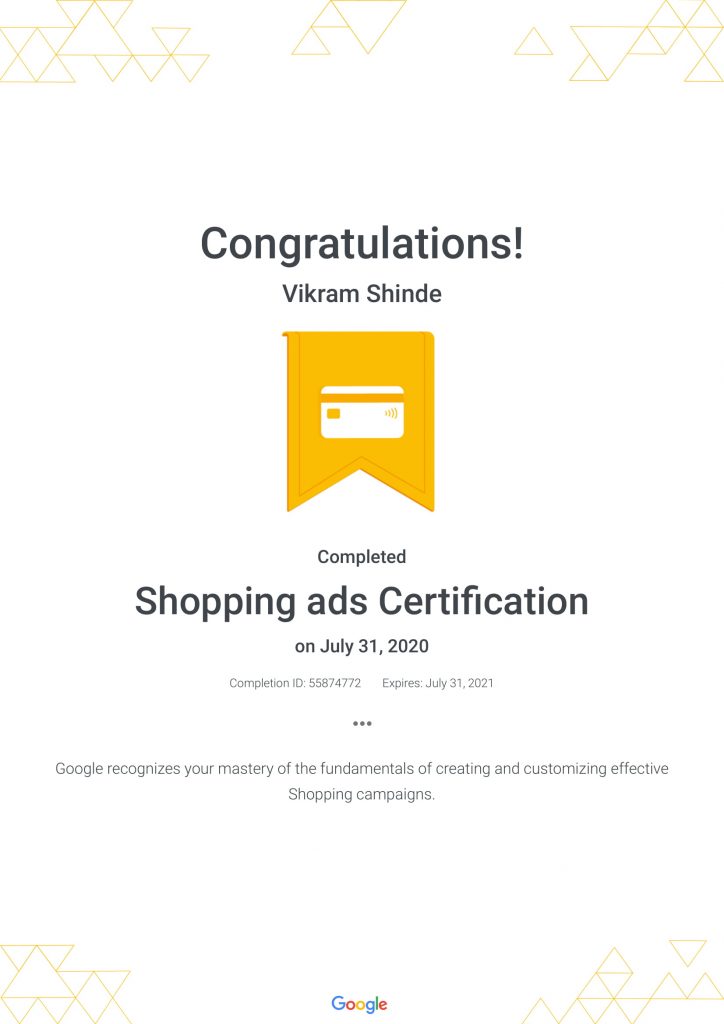 Congratulations!
Vikram Shinde
Completed
Shopping ads Certification
on July 31, 2020
Completion ID: 55874772 Expires: July 31, 2021
•••
Google recognizes your mastery of the fundamentals of creating and customizing effective
Shopping campaigns.
Google